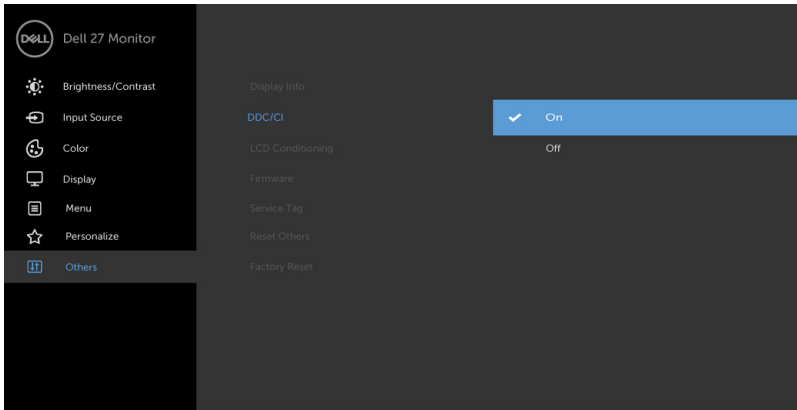 DELL Dell 27 Monitor
Brightness/Contrast
Input Source
Color
Display
Menu
Personalize
Others
Display Info
DDC/CI
LCD Conditioning
Firmware
Service Tag
Reset Others
Factory Reset
On
Off